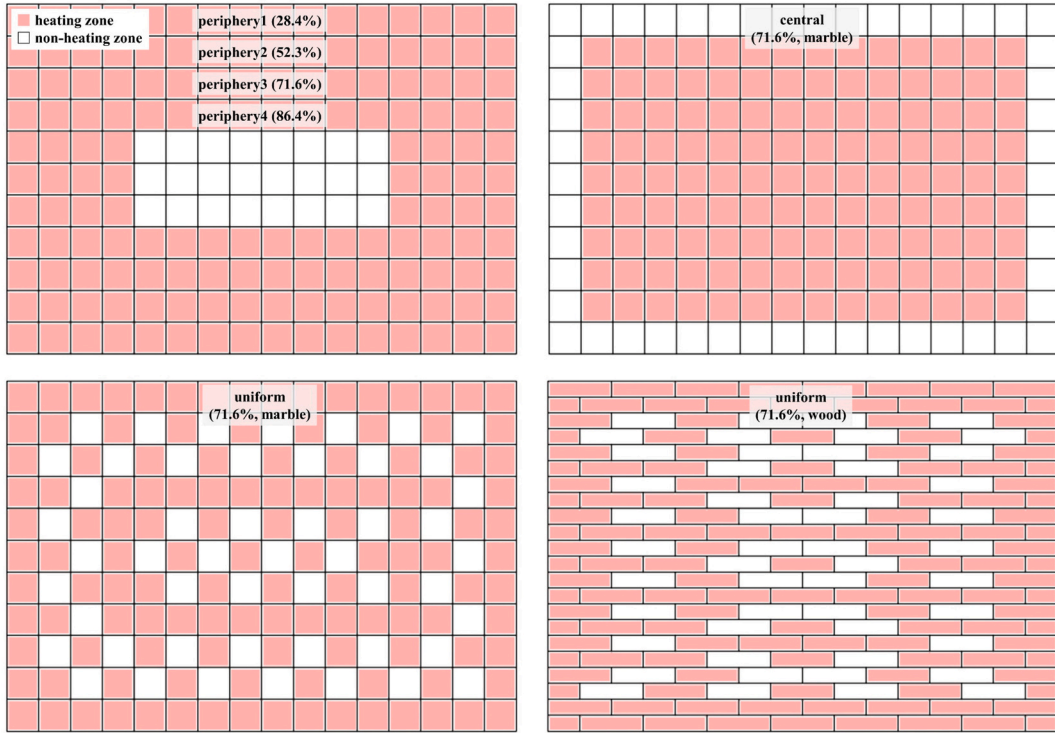 heating zone
non-heating zone
periphery1 (28.4%)
periphery2 (52.3%)
periphery3 (71.6%)
periphery4 (86.4%)
central
(71.6%, marble)
uniform
(71.6%, marble)
uniform
(71.6%, wood)